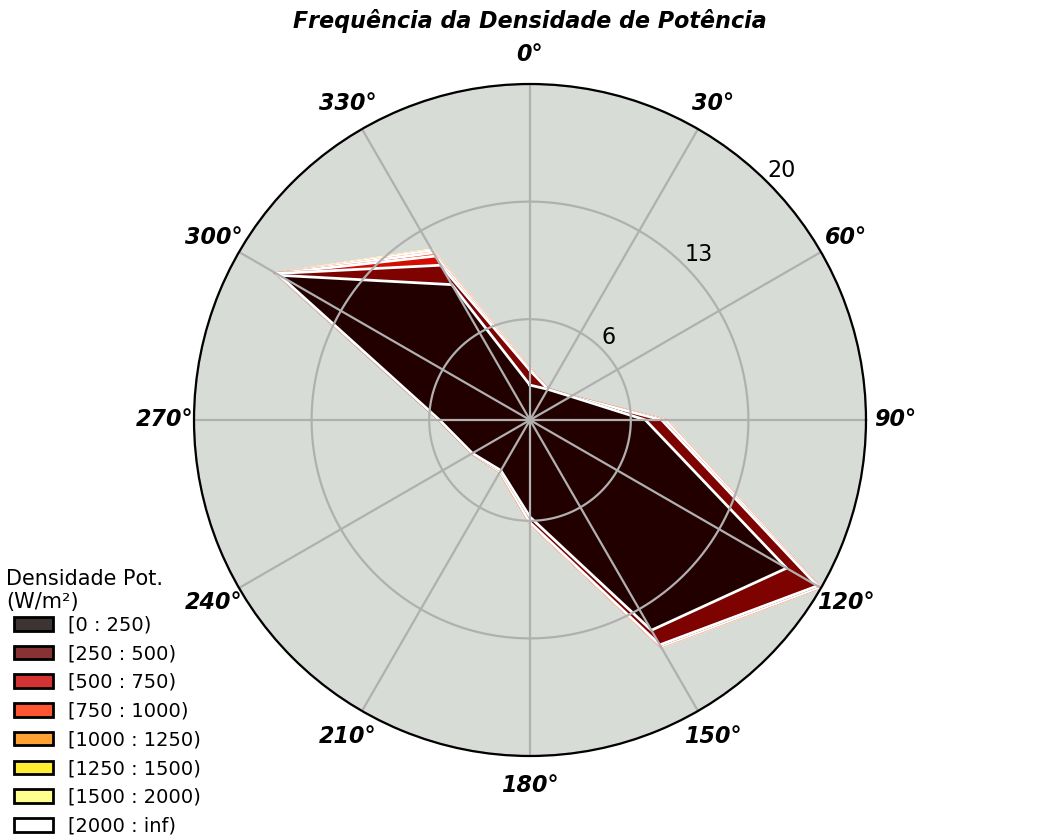 Frequência da Densidade de Potência
0°
330°
30°
20
300°
60°
13
6
270°
90°
240°
120°
210°
150°
180°
Densidade Pot.
(W/m²)
[0 : 250)
[250 : 500)
[500 : 750)
[750 : 1000)
[1000 : 1250)
[1250 : 1500)
[1500 : 2000)
[2000 : inf)